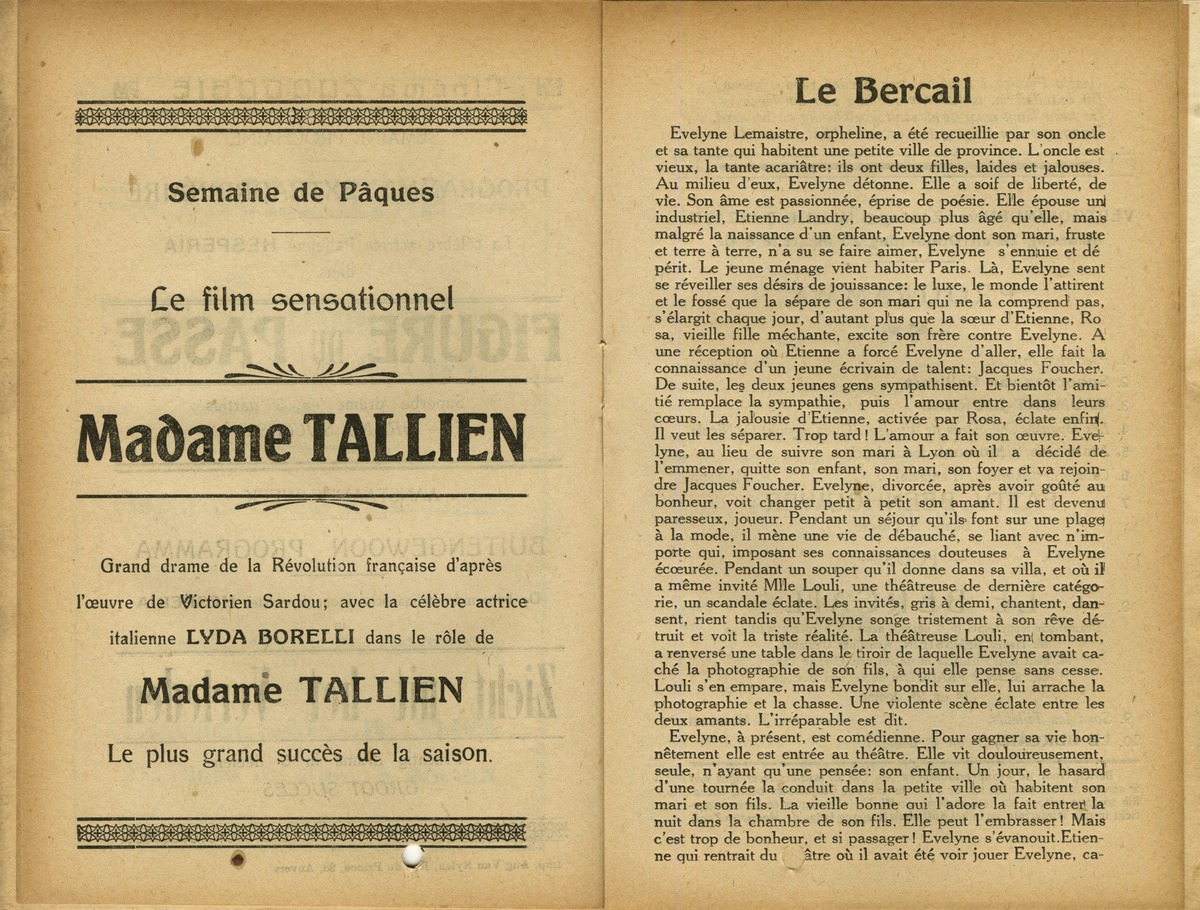 Semaine de Pâques
Le film sensationnel
Madame TALLIEN
Grand drame de la Révolution française d'après
l'œuvre de Victorien Sardou; avec la célèbre actrice
italienne LYDA BORELLI dans le rôle de
Madame TALLIEN
Le plus grand succès de la saison.
Le Bercail
Evelyne Lemaistre, orpheline, a été recueillie par son oncle
et sa tante qui habitent une petite ville de province. L'oncle est
vieux, la tante acariâtre: ils ont deux filles, laides et jalouses.
Au milieu d'eux, Evelyne détonne. Elle a soif de liberté, de
vie. Son âme est passionnée, éprise de poésie. Elle épouse un
industriel, Etienne Landry, beaucoup plus âgé qu'elle, mais
malgré la naissance d'un enfant, Evelyne dont son mari, fruste
et terre à terre, n'a su se faire aimer, Evelyne s'ennuie et dé
périt. Le jeune ménage vient habiter Paris. Là, Evelyne sent
se réveiller ses désirs de jouissance: le luxe, le monde l'attirent
et le fossé que la sépare de son mari qui ne la comprend pas,
s'élargit chaque jour, d'autant plus que la sœur d'Etienne, Ro
sa, vieille fille méchante, excite son frère contre Evelyne. A
une réception où Etienne a forcé Evelyne d'aller, elle fait la
connaissance d'un jeune écrivain de talent: Jacques Foucher.
De suite, les deux jeunes gens sympathisent. Et bientôt l'ami-
tié remplace la sympathie, puis l'amour entre dans leurs
cœurs. La jalousie d'Etienne, activée par Rosa, éclate enfin.
Il veut les séparer. Trop tard! L'amour a fait son œuvre. Eve-
lyne, au lieu de suivre son mari à Lyon où il a décidé de
l'emmener, quitte son enfant, son mari, son foyer et va rejoin-
dre Jacques Foucher. Evelyne, divorcée, après avoir goûté au
bonheur, voit changer petit à petit son amant. Il est devenu
paresseux, joueur. Pendant un séjour qu'ils font sur une plage
à la mode, il mène une vie de débauché, se liant avec n'im-
porte qui, imposant ses connaissances douteuses à Evelyne
écœurée. Pendant un souper qu'il donne dans sa villa, et où il
a même invité Mlle Louli, une théâtreuse de dernière catégo-
rie, un scandale éclate. Les invités, gris à demi, chantent, dan-
sent, rient tandis qu'Evelyne songe tristement à son rêve dé-
truit et voit la triste réalité. La théâtreuse Louli, en tombant,
a renversé une table dans le tiroir de laquelle Evelyne avait ca-
ché la photographie de son fils, à qui elle pense sans cesse.
Louli s'en empare, mais Evelyne bondit sur elle, lui arrache la
photographie et la chasse. Une violente scène éclate entre les
deux amants. L'irréparable est dit.
Evelyne, à présent, est comédienne. Pour gagner sa vie hon-
nêtement elle est entrée au théâtre. Elle vit douloureusement,
seule, n'ayant qu'une pensée: son enfant. Un jour, le hasard
d'une tournée la conduit dans la petite ville où habitent son
mari et son fils. La vieille bonne qui l'adore la fait entrer la
nuit dans la chambre de son fils. Elle peut l'embrasser! Mais
c'est trop de bonheur, et si passager! Evelyne s'évanouit.Etien-
ne qui rentrait du âtre où il avait été voir jouer Evelyne, ca-